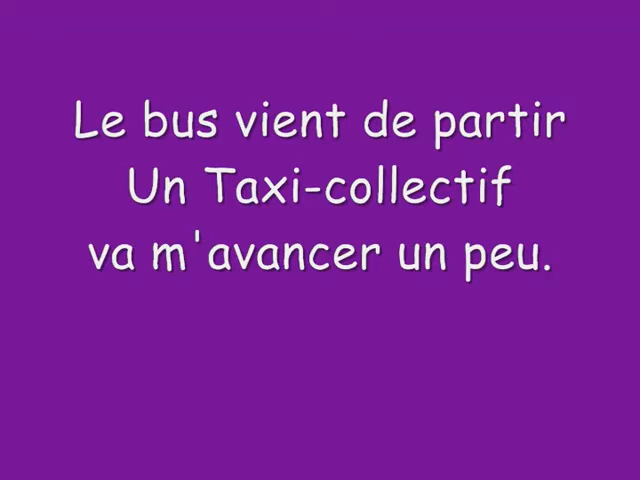 Le bus vient de partir
Un Taxi-collectif
va m'avancer un peu.